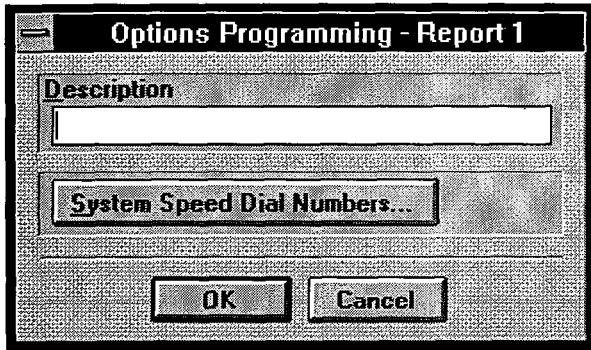 Options Programming - Report 1
Description
System Speed Dial Numbers...
OK Cancel